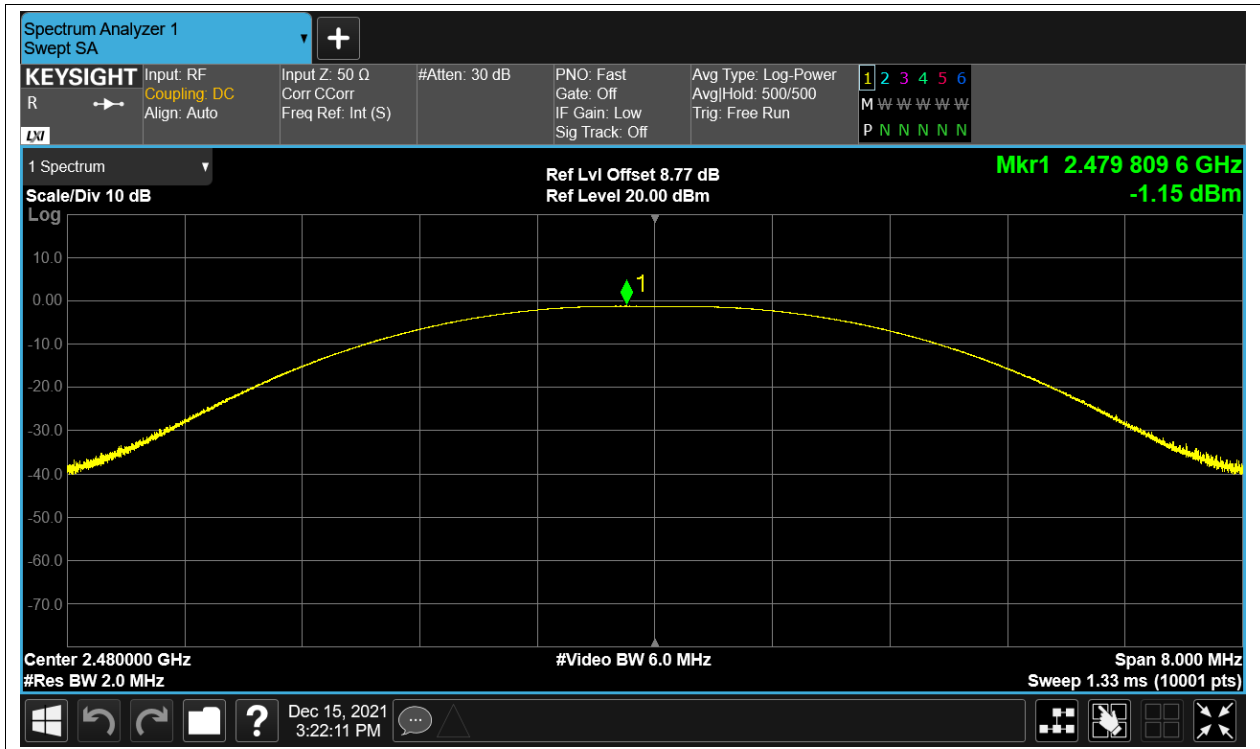 Spectrum Analyzer 1
Swept SA
KEYSIGHT
R
LXI
Input: RF
Coupling: DC
Align: Auto
Input Z: 50 Ω
Corr CCorr
Freq Ref: Int (S)
#Atten: 30 dB
PNO: Fast
Gate: Off
IF Gain: Low
Sig Track: Off
Avg Type: Log-Power
Avg|Hold: 500/500
Trig: Free Run
1 2 3 4 5 6
M W W W W W
P N N N N N
1 Spectrum
Scale/Div 10 dB
Log
Ref Lvl Offset 8.77 dB
Ref Level 20.00 dBm
Mkr1 2.479 809 6 GHz
-1.15 dBm
1
10.0
0.00
-10.0
-20.0
-30.0
-40.0
-50.0
-60.0
-70.0
Center 2.480000 GHz
#Res BW 2.0 MHz
#Video BW 6.0 MHz
Span 8.000 MHz
Sweep 1.33 ms (10001 pts)
?
Dec 15, 2021
3:22:11 PM